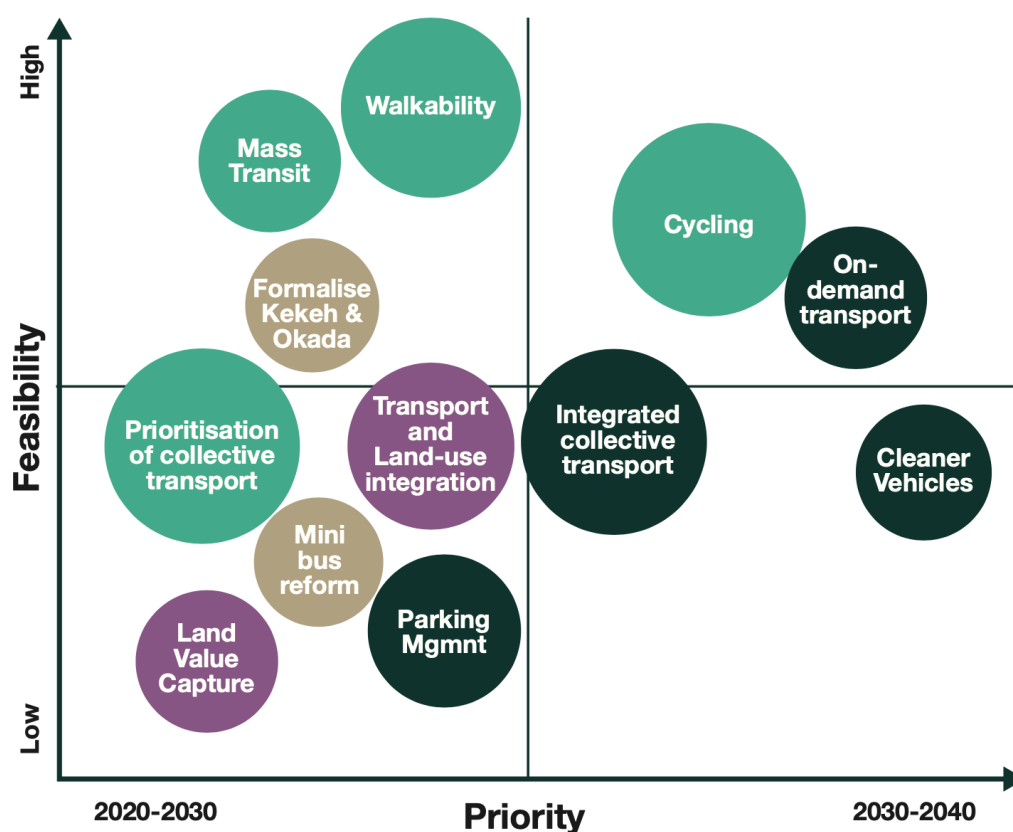 High
Walkability
Mass
Transit
Cycling
On-
demand
transport
Formalise
Kekeh &
Okada
Feasibility
Prioritisation
of collective
transport
Transport
and
Land-use
integration
Integrated
collective
transport
Cleaner
Vehicles
Mini
bus
reform
Parking
Mgmnt
Land
Value
Capture
Low
2020-2030
Priority
2030-2040